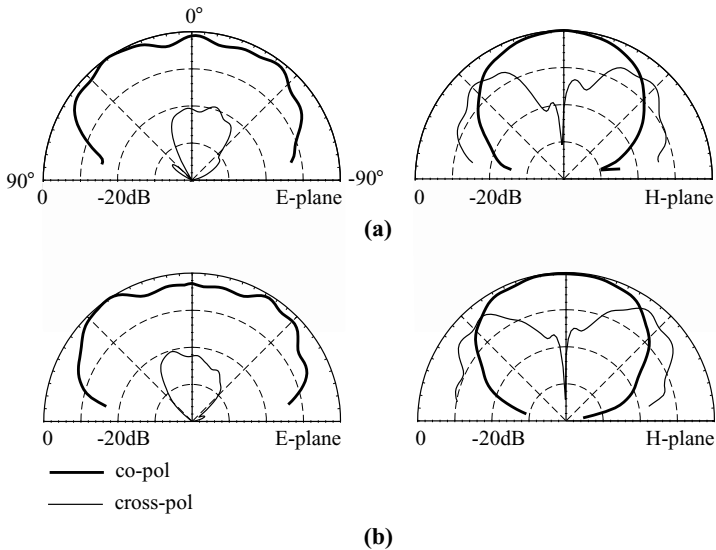 0°
90° -90°
0 -20dB E-plane
0 -20dB H-plane
(a)
0 -20dB E-plane
0 -20dB H-plane
co-pol
cross-pol
(b)